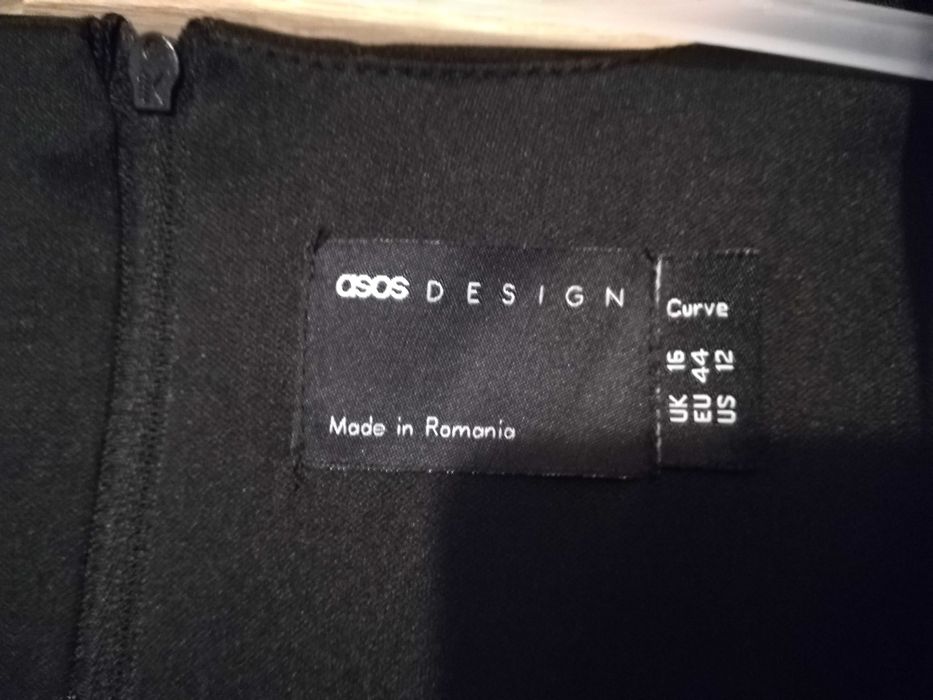 asos DESIGN
Made in Romania
Curve
UK 16
EU 44
US 12